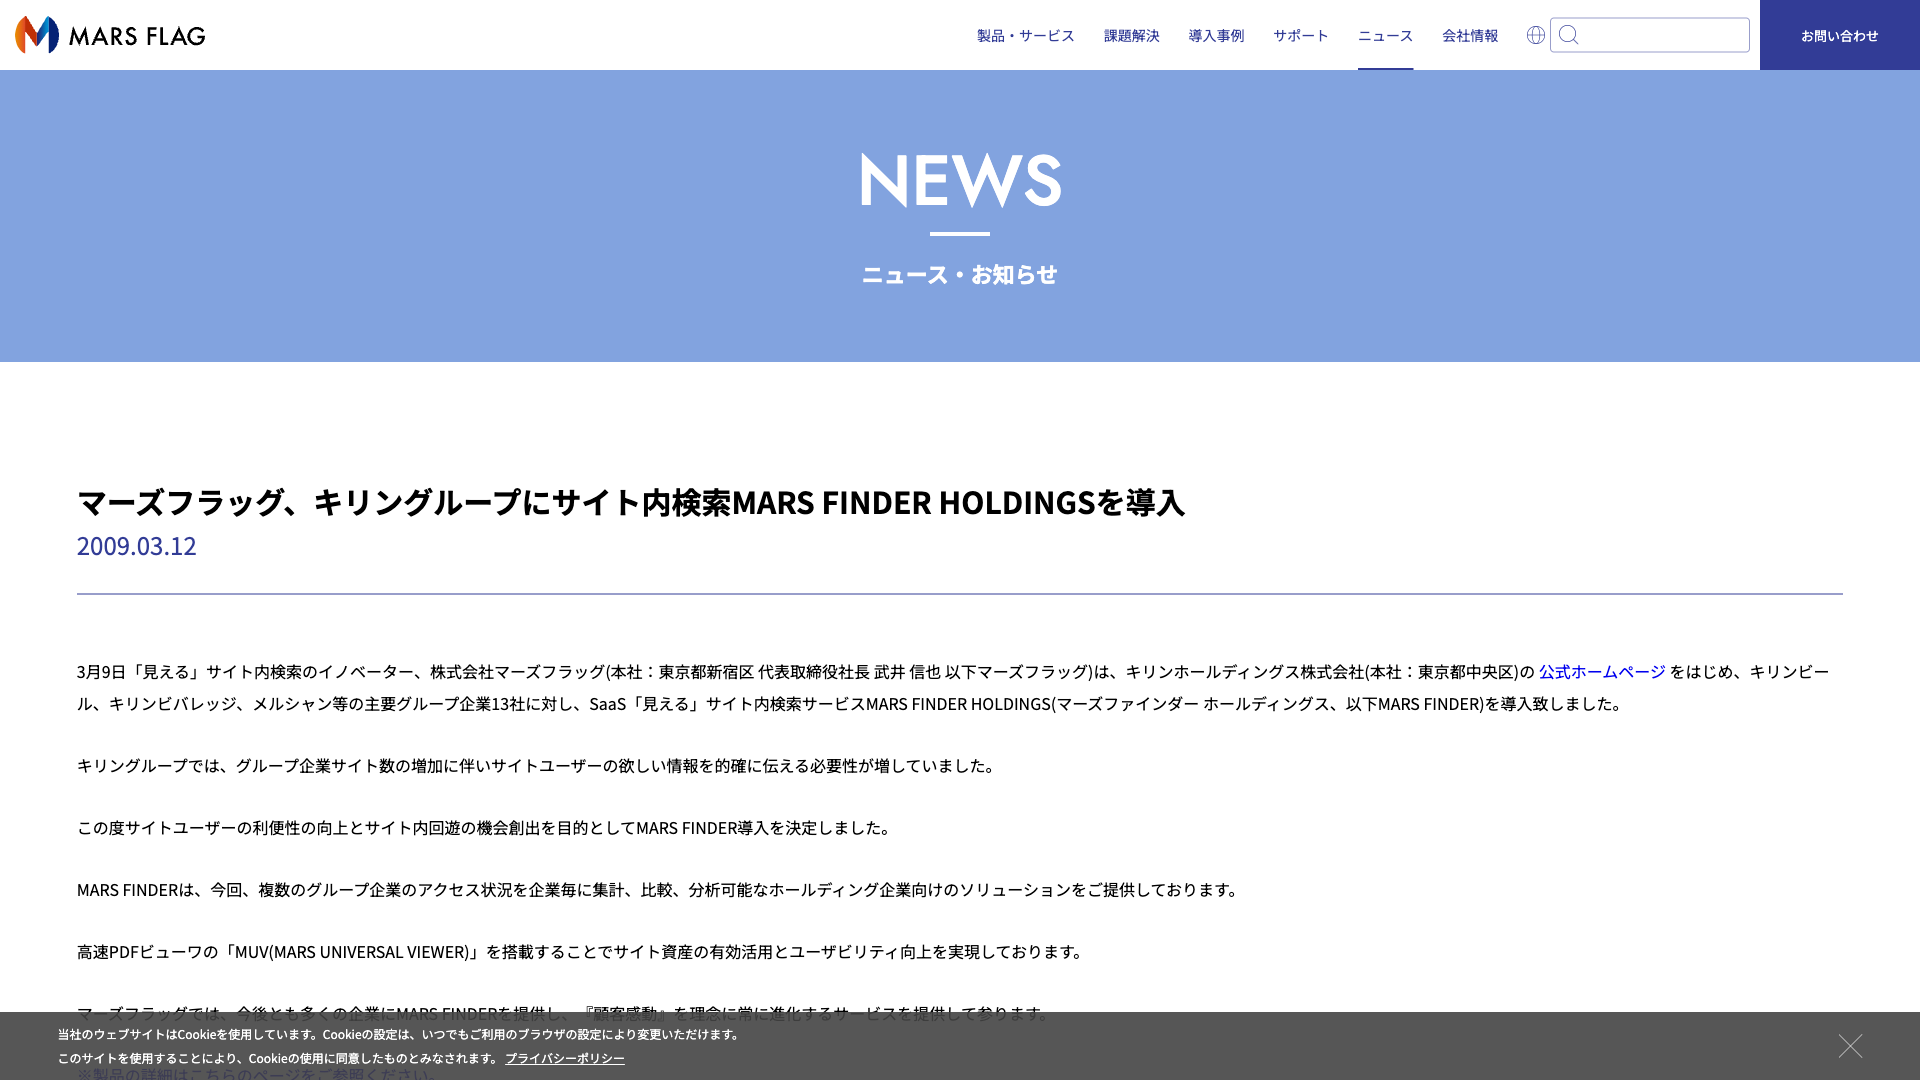 MARS FLAG
製品・サービス
課題解決
導入事例
サポート
ニュース
会社情報
お問い合わせ
NEWS
ニュース・お知らせ
マーズフラッグ、キリングループにサイト内検索MARS FINDER HOLDINGSを導入
2009.03.12
3月9日「見える」サイト内検索のイノベーター、株式会社マーズフラッグ(本社：東京都新宿区 代表取締役社長 武井 信也 以下マーズフラッグ)は、キリンホールディングス株式会社(本社：東京都中央区)の 公式ホームページ をはじめ、キリンビー
ル、キリンビバレッジ、メルシャン等の主要グループ企業13社に対し、SaaS「見える」サイト内検索サービスMARS FINDER HOLDINGS(マーズファインダー ホールディングス、以下MARS FINDER)を導入致しました。
キリングループでは、グループ企業サイト数の増加に伴いサイトユーザーの欲しい情報を的確に伝える必要性が増していました。
この度サイトユーザーの利便性の向上とサイト内回遊の機会創出を目的としてMARS FINDER導入を決定しました。
MARS FINDERは、今回、複数のグループ企業のアクセス状況を企業毎に集計、比較、分析可能なホールディング企業向けのソリューションをご提供しております。
高速PDFビューワの「MUV(MARS UNIVERSAL VIEWER)」を搭載することでサイト資産の有効活用とユーザビリティ向上を実現しております。
マーズフラッグでは、今後とも多くの企業にMARS FINDERを提供し、『顧客感動』を理念に常に進化するサービスを提供して参ります。
当社のウェブサイトはCookieを使用しています。Cookieの設定は、いつでもご利用のブラウザの設定により変更いただけます。
このサイトを使用することにより、Cookieの使用に同意したものとみなされます。 プライバシーポリシー
※製品の詳細はこちらのページをご参照ください。